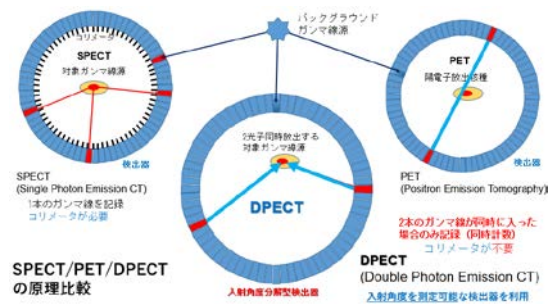 コリメータ
SPECT
対象ガンマ線源
検出器
SPECT
(Single Photon Emission CT)
1本のガンマ線を記録
コリメータが必要
SPECT/PET/DPECT
の原理比較
バックグラウンド
ガンマ線源
2光子同時放出する
対象ガンマ線源
DPECT
入射角度分解型検出器
PET
陽電子放出核種
検出器
PET
(Positron Emission Tomography)
2本のガンマ線が同時に入った
場合のみ記録（同時計数）
コリメータが不要
DPECT
(Double Photon Emission CT)
入射角度を測定可能な検出器を利用